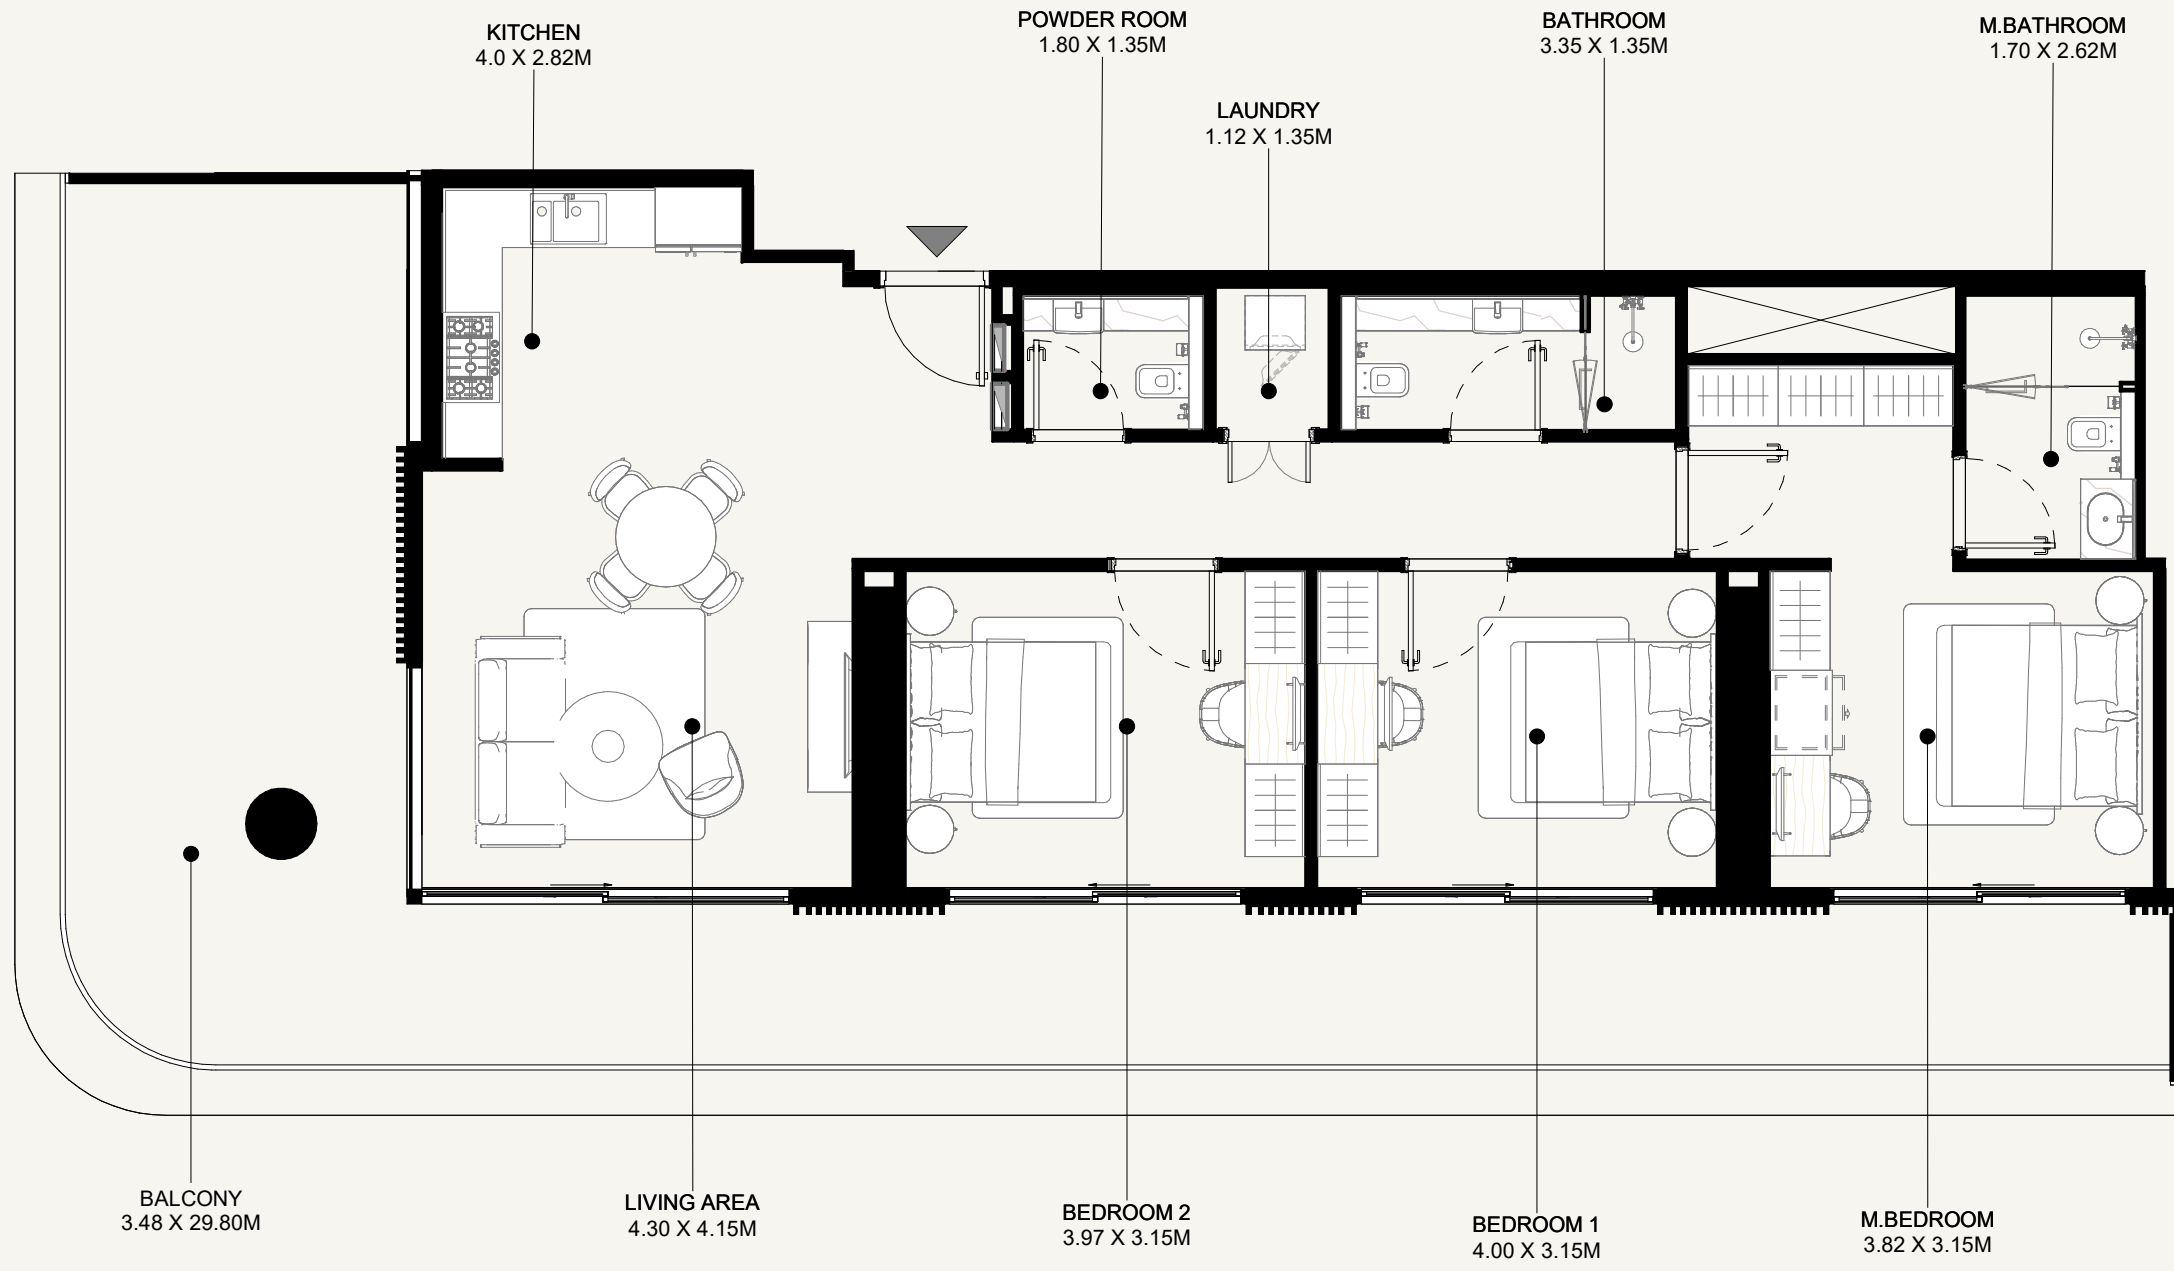 KITCHEN
4.0 X 2.82M
POWDER ROOM
1.80 X 1.35M
LAUNDRY
1.12 X 1.35M
BATHROOM
3.35 X 1.35M
M.BATHROOM
1.70 X 2.62M
BALCONY
3.48 X 29.80M
LIVING AREA
4.30 X 4.15M
BEDROOM 2
3.97 X 3.15M
BEDROOM 1
4.00 X 3.15M
M.BEDROOM
3.82 X 3.15M